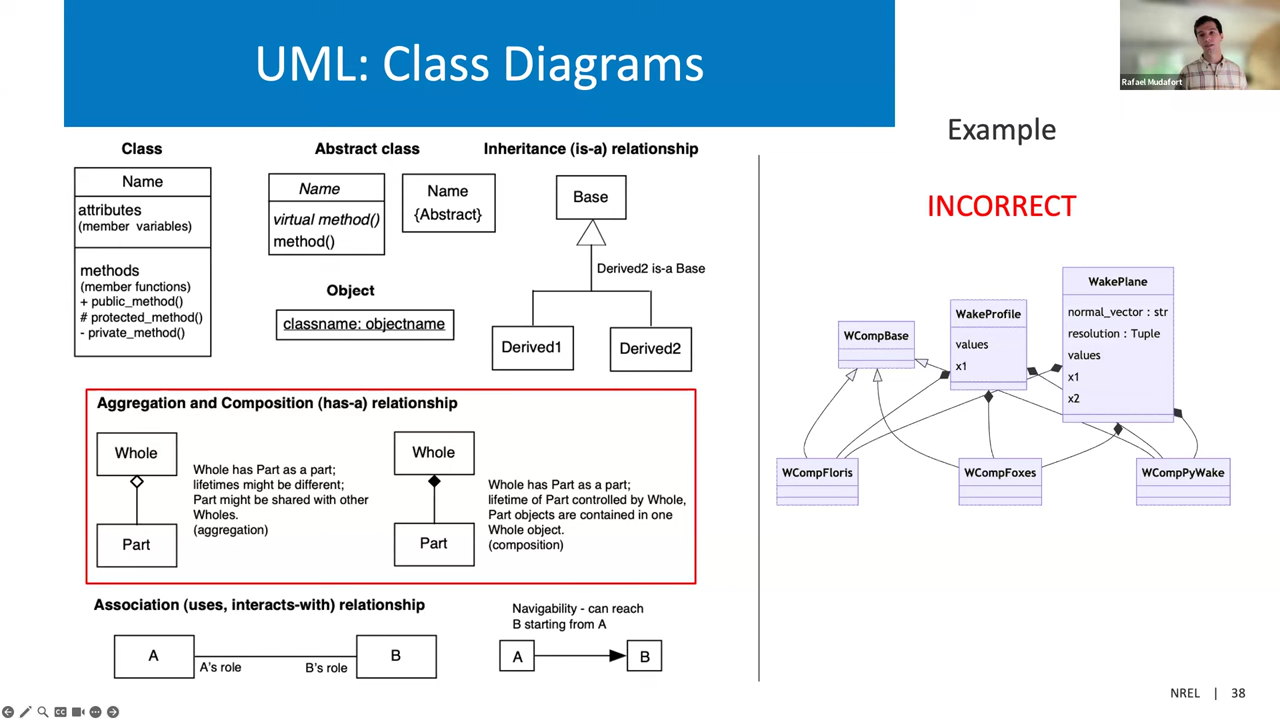 UML: Class Diagrams
Rafael Mudafort
Class
Name
attributes
(member variables)
methods
(member functions)
+ public_method()
# protected_method()
- private_method()
Abstract class
Name
virtual method()
method()
Name
{Abstract}
Object
classname: objectname
Inheritance (is-a) relationship
Base
Derived2 is-a Base
Derived1
Derived2
Aggregation and Composition (has-a) relationship
Whole
Part
Whole has Part as a part;
lifetimes might be different;
Part might be shared with other
Wholes.
(aggregation)
Whole
Part
Whole has Part as a part;
lifetime of Part controlled by Whole,
Part objects are contained in one
Whole object.
(composition)
Association (uses, interacts-with) relationship
A
A's role
B's role
B
Navigability - can reach
B starting from A
A
B
Example
INCORRECT
WCompBase
WakeProfile
values
x1
WakePlane
normal_vector : str
resolution : Tuple
values
x1
x2
WCompFloris
WCompFoxes
WCompPyWake
NREL | 38